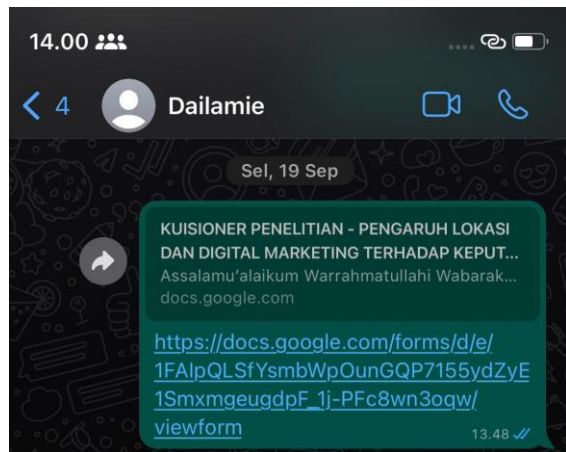 14.00
4 Dailamie
Sel, 19 Sep
KUISIONER PENELITIAN - PENGARUH LOKASI
DAN DIGITAL MARKETING TERHADAP KEPUT...
Assalamu'alaikum Warrahmatullahi Wabarak...
docs.google.com
https://docs.google.com/forms/d/e/
1FAIpQLSfYsmbWpOunGQP7155ydZyE
1SmxmgeugdpF_1j-PFc8wn3oqw/
viewform
13.48